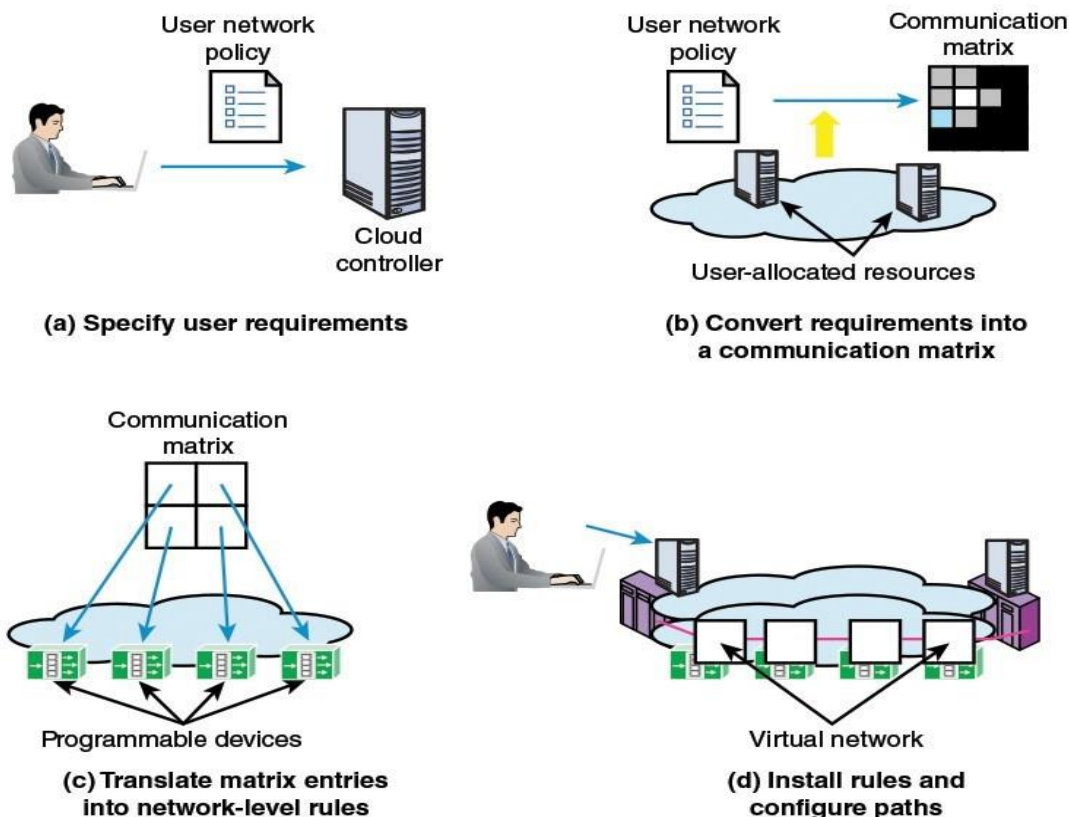 User network
policy
Cloud
controller
(a) Specify user requirements
User network
policy
Communication
matrix
User-allocated resources
(b) Convert requirements into
a communication matrix
Communication
matrix
Programmable devices
(c) Translate matrix entries
into network-level rules
Virtual network
(d) Install rules and
configure paths